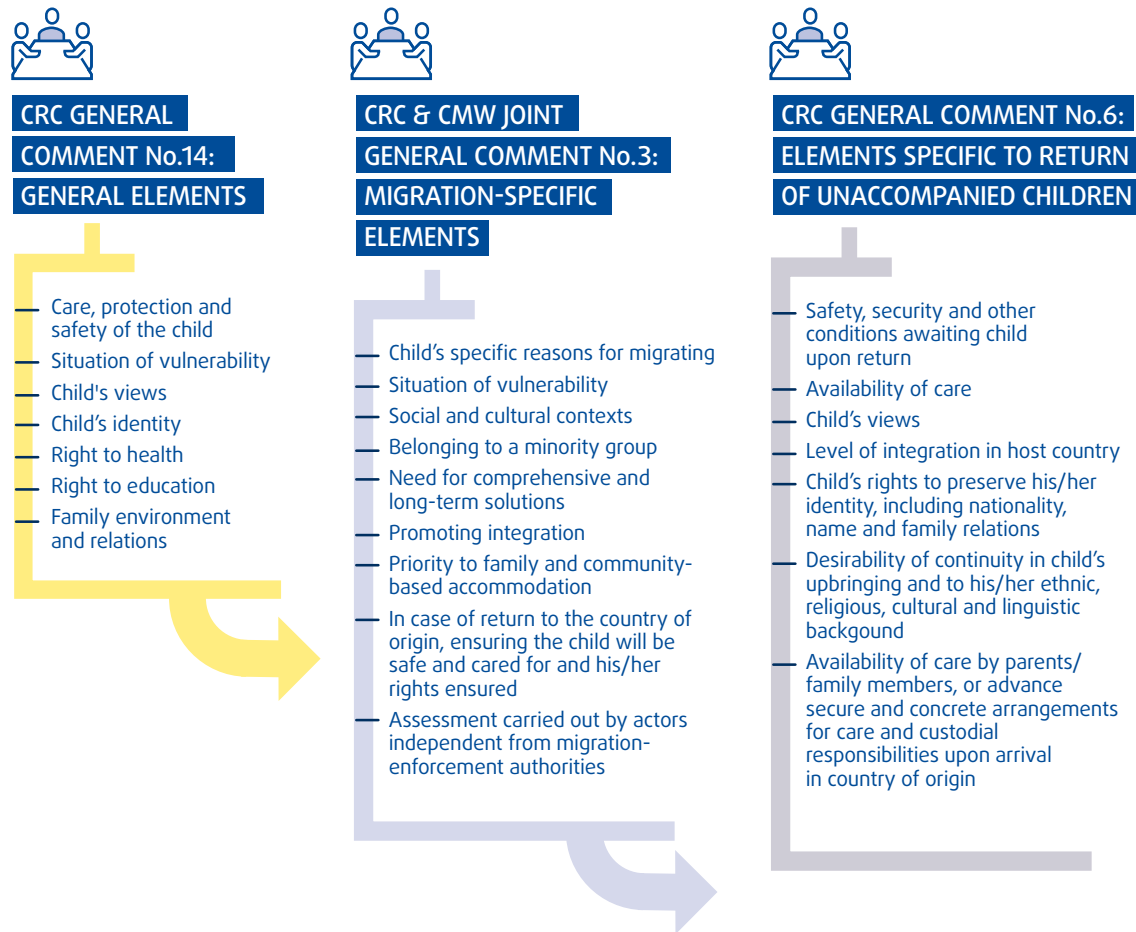 CRC GENERAL
COMMENT No.14:
GENERAL ELEMENTS
Care, protection and
safety of the child
Situation of vulnerability
Child's views
Child’s identity
Right to health
Right to education
Family environment
and relations
CRC & CMW JOINT
GENERAL COMMENT No.3:
MIGRATION-SPECIFIC
ELEMENTS
Child’s specific reasons for migrating
Situation of vulnerability
Social and cultural contexts
Belonging to a minority group
Need for comprehensive and
long-term solutions
Promoting integration
Priority to family and community-
based accommodation
In case of return to the country of
origin, ensuring the child will be
safe and cared for and his/her
rights ensured
Assessment carried out by actors
independent from migration-
enforcement authorities
CRC GENERAL COMMENT No.6:
ELEMENTS SPECIFIC TO RETURN
OF UNACCOMPANIED CHILDREN
Safety, security and other
conditions awaiting child
upon return
Availability of care
Child’s views
Level of integration in host country
Child’s rights to preserve his/her
identity, including nationality,
name and family relations
Desirability of continuity in child’s
upbringing and to his/her ethnic,
religious, cultural and linguistic
backgound
Availability of care by parents/
family members, or advance
secure and concrete arrangements
for care and custodial
responsibilities upon arrival
in country of origin